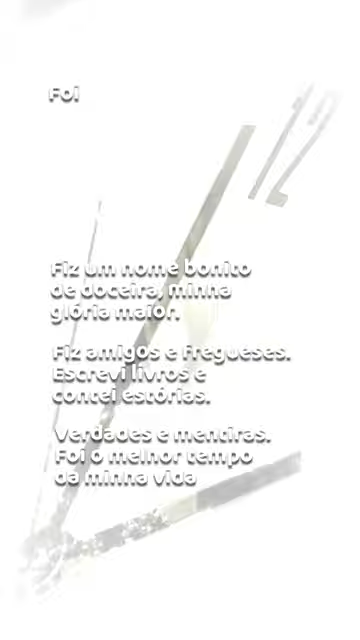 Foi
Fiz um nome bonito
de doceira, minha
glória maior.
Fiz amigos e fregueses.
Escrevi livros e
contei estórias.
Verdades e mentiras.
Foi o melhor tempo
da minha vida